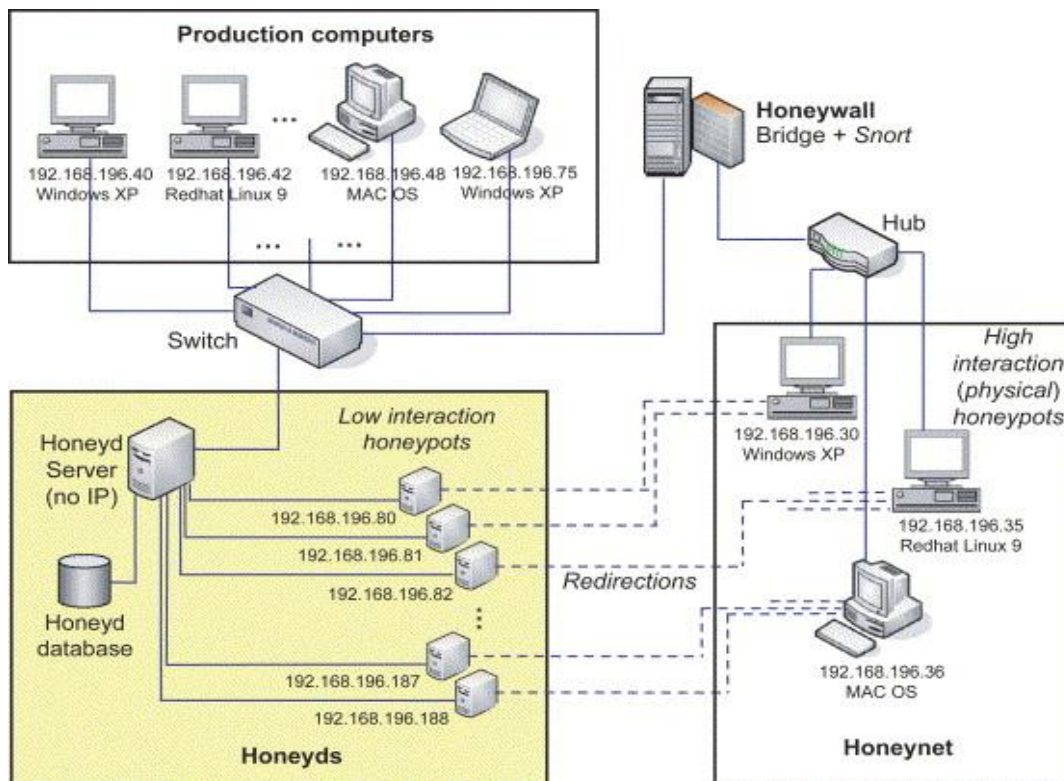 Production computers
...
192.168.196.40
Windows XP
192.168.196.42
Redhat Linux 9
192.168.196.48
MAC OS
192.168.196.75
Windows XP
... ...
Honeywall
Bridge + Snort
Hub
Switch
High
interaction
(physical)
honeypots
192.168.196.30
Windows XP
192.168.196.35
Redhat Linux 9
192.168.196.36
MAC OS
Honeynet
Low interaction
honeypots
Honeyd
Server
(no IP)
192.168.196.80
192.168.196.81
192.168.196.82
...
192.168.196.187
192.168.196.188
Redirections
Honeyd
database
Honeyds